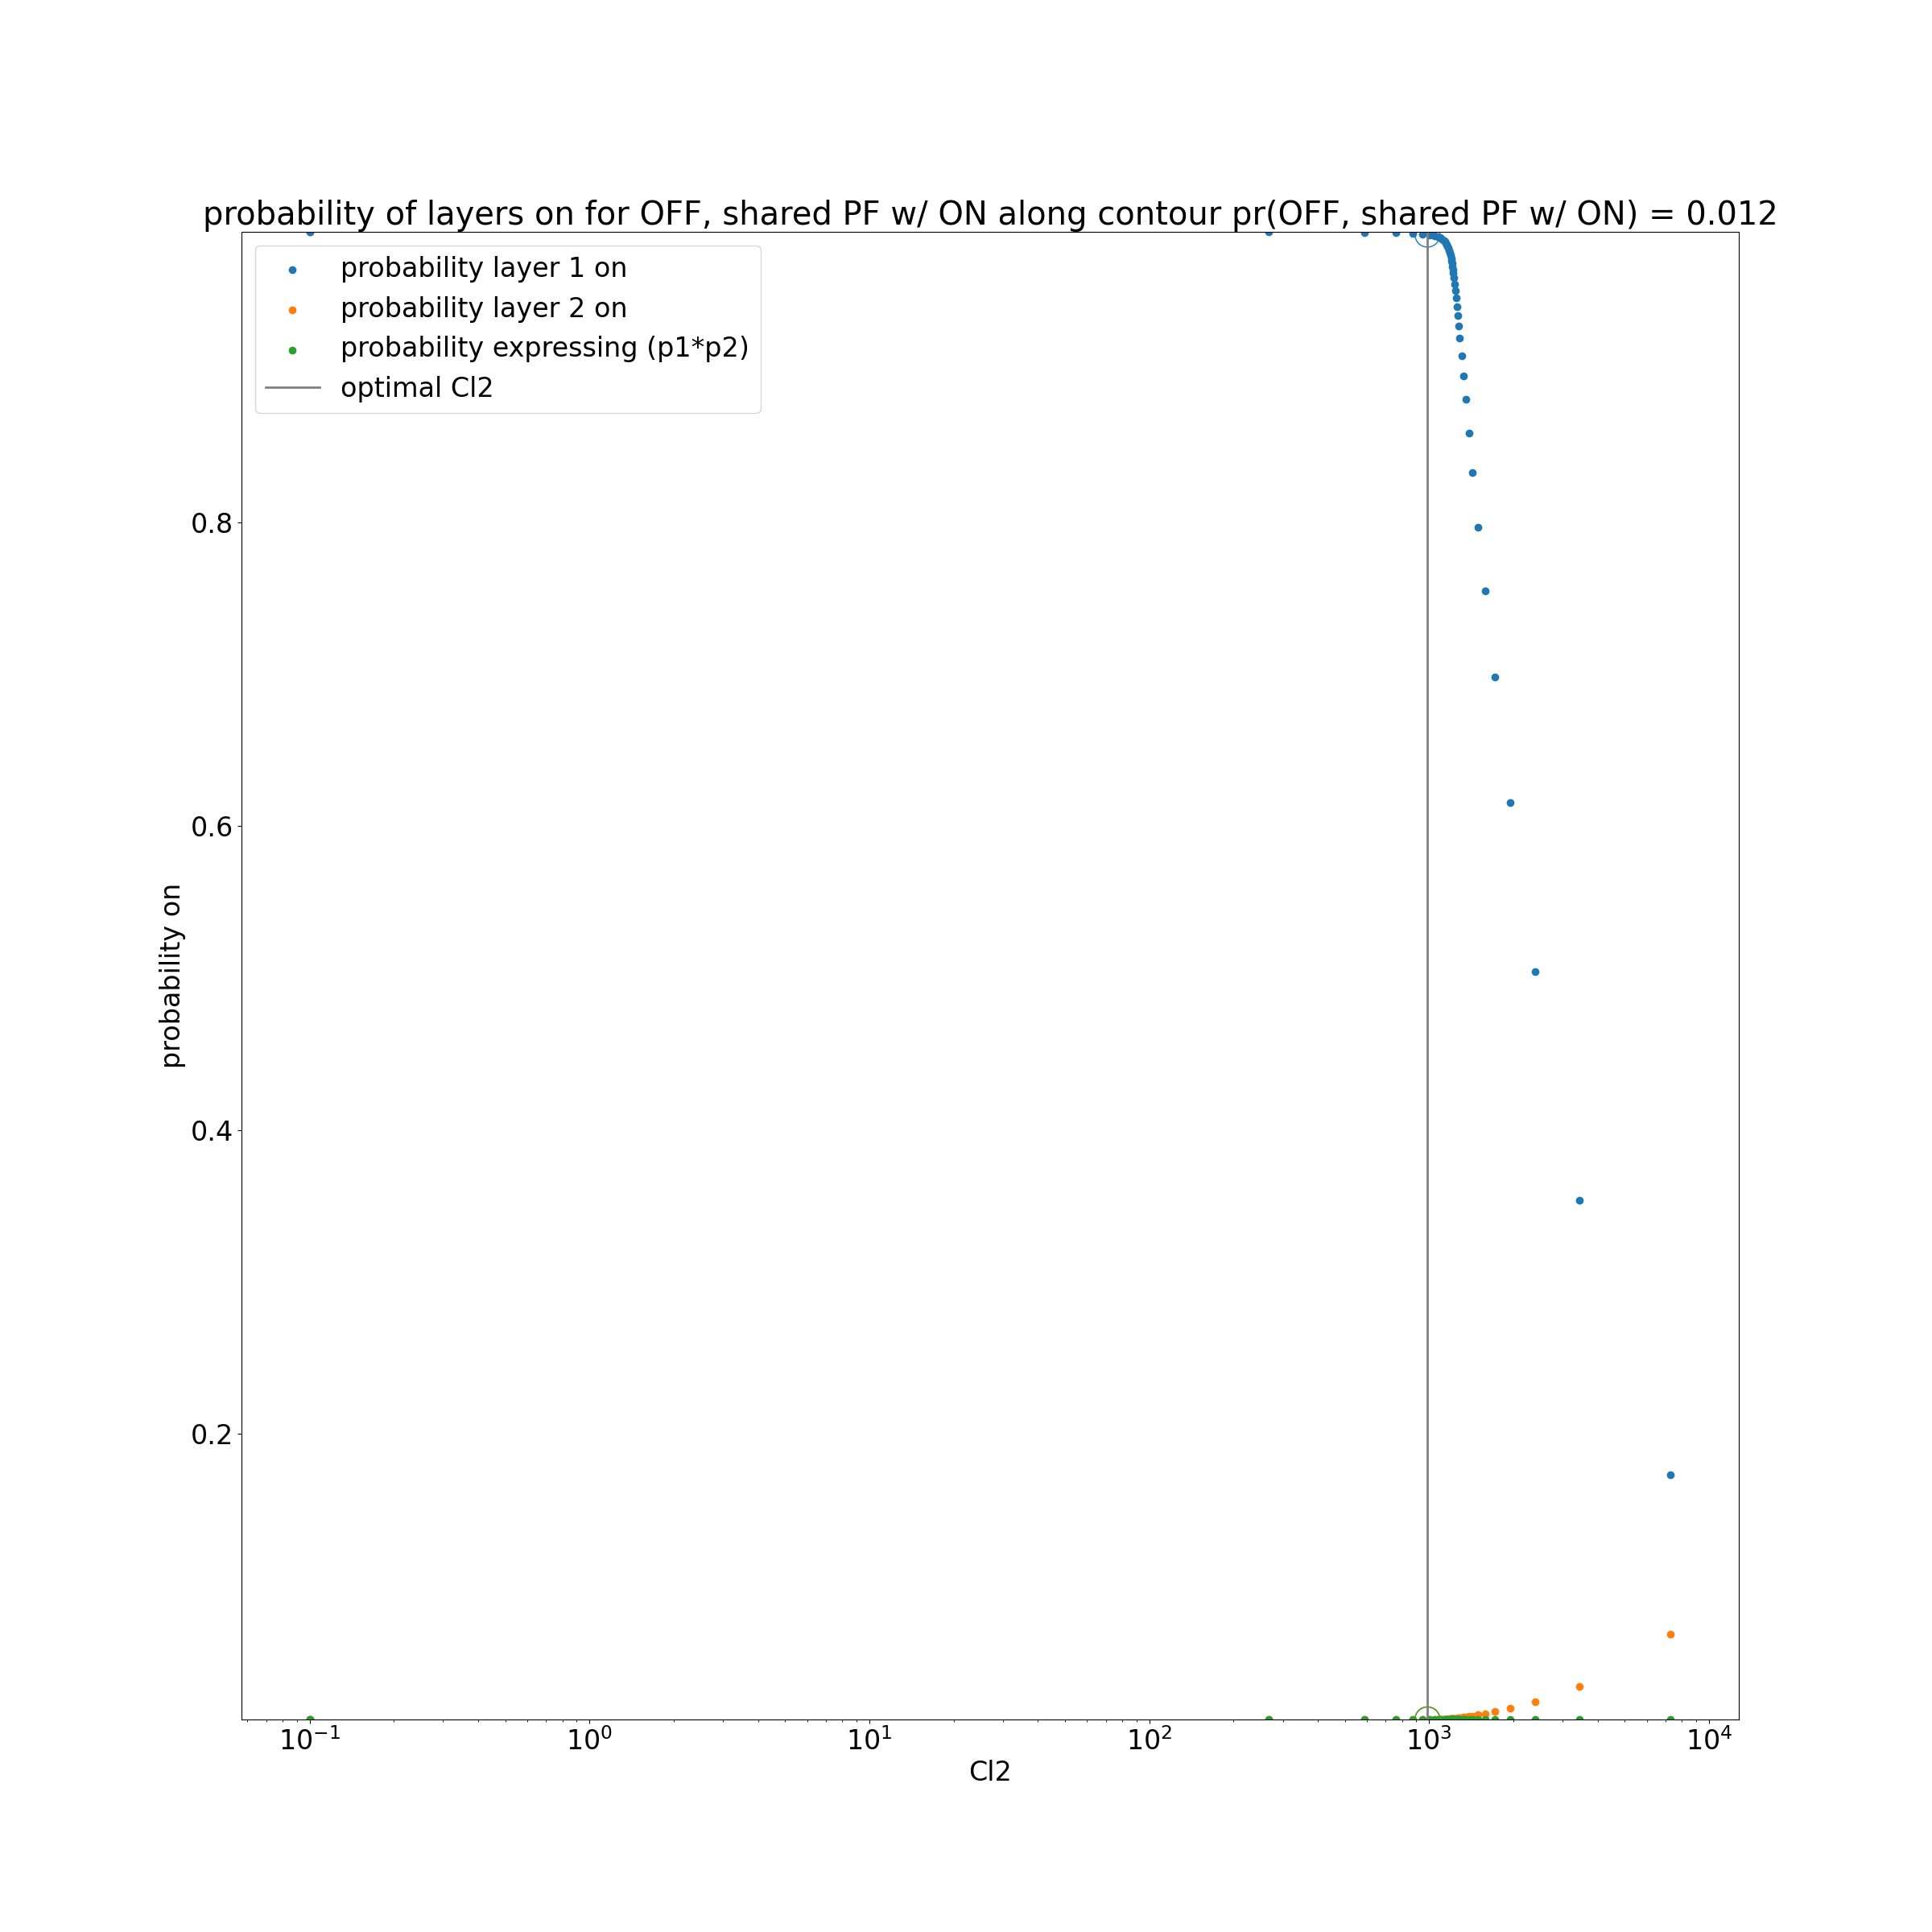 probability of layers on for OFF, shared PF w/ ON along contour pr(OFF, shared PF w/ ON) = 0.012
probability layer 1 on
probability layer 2 on
probability expressing (p1*p2)
optimal Cl2
0.8
0.6
0.4
0.2
probability on
10⁻¹ 10⁰ 10¹ 10² 10³ 10⁴
Cl2